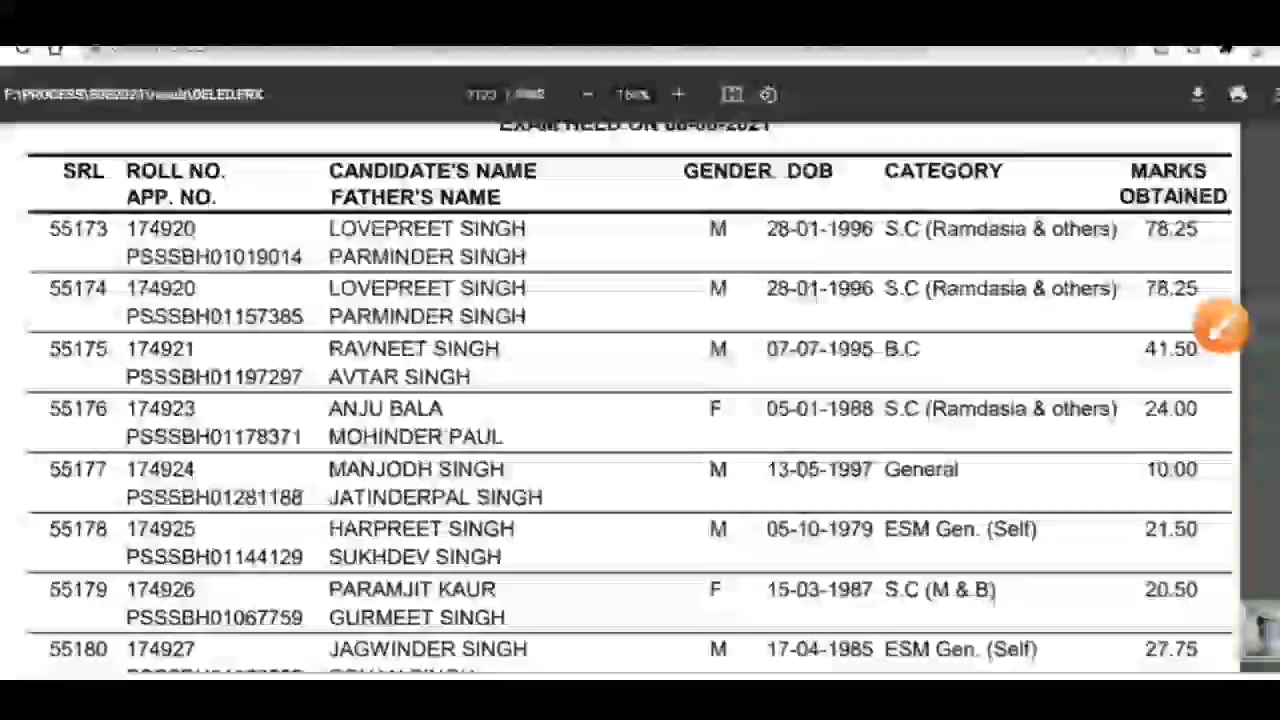 EXAM HELD ON 08-08-2021
SRL ROLL NO. CANDIDATE'S NAME GENDER DOB CATEGORY MARKS
APP. NO. FATHER'S NAME OBTAINED
55173 174920 LOVEPREET SINGH M 28-01-1996 S.C (Ramdasia & others) 78.25
PSSSBH01019014 PARMINDER SINGH
55174 174920 LOVEPREET SINGH M 28-01-1996 S.C (Ramdasia & others) 78.25
PSSSBH01157385 PARMINDER SINGH
55175 174921 RAVNEET SINGH M 07-07-1995 B.C 41.50
PSSSBH01197297 AVTAR SINGH
55176 174923 ANJU BALA F 05-01-1988 S.C (Ramdasia & others) 24.00
PSSSBH01178371 MOHINDER PAUL
55177 174924 MANJODH SINGH M 13-05-1997 General 10.00
PSSSBH01281188 JATINDERPAL SINGH
55178 174925 HARPREET SINGH M 05-10-1979 ESM Gen. (Self) 21.50
PSSSBH01144129 SUKHDEV SINGH
55179 174926 PARAMJIT KAUR F 15-03-1987 S.C (M & B) 20.50
PSSSBH01067759 GURMEET SINGH
55180 174927 JAGWINDER SINGH M 17-04-1985 ESM Gen. (Self) 27.75